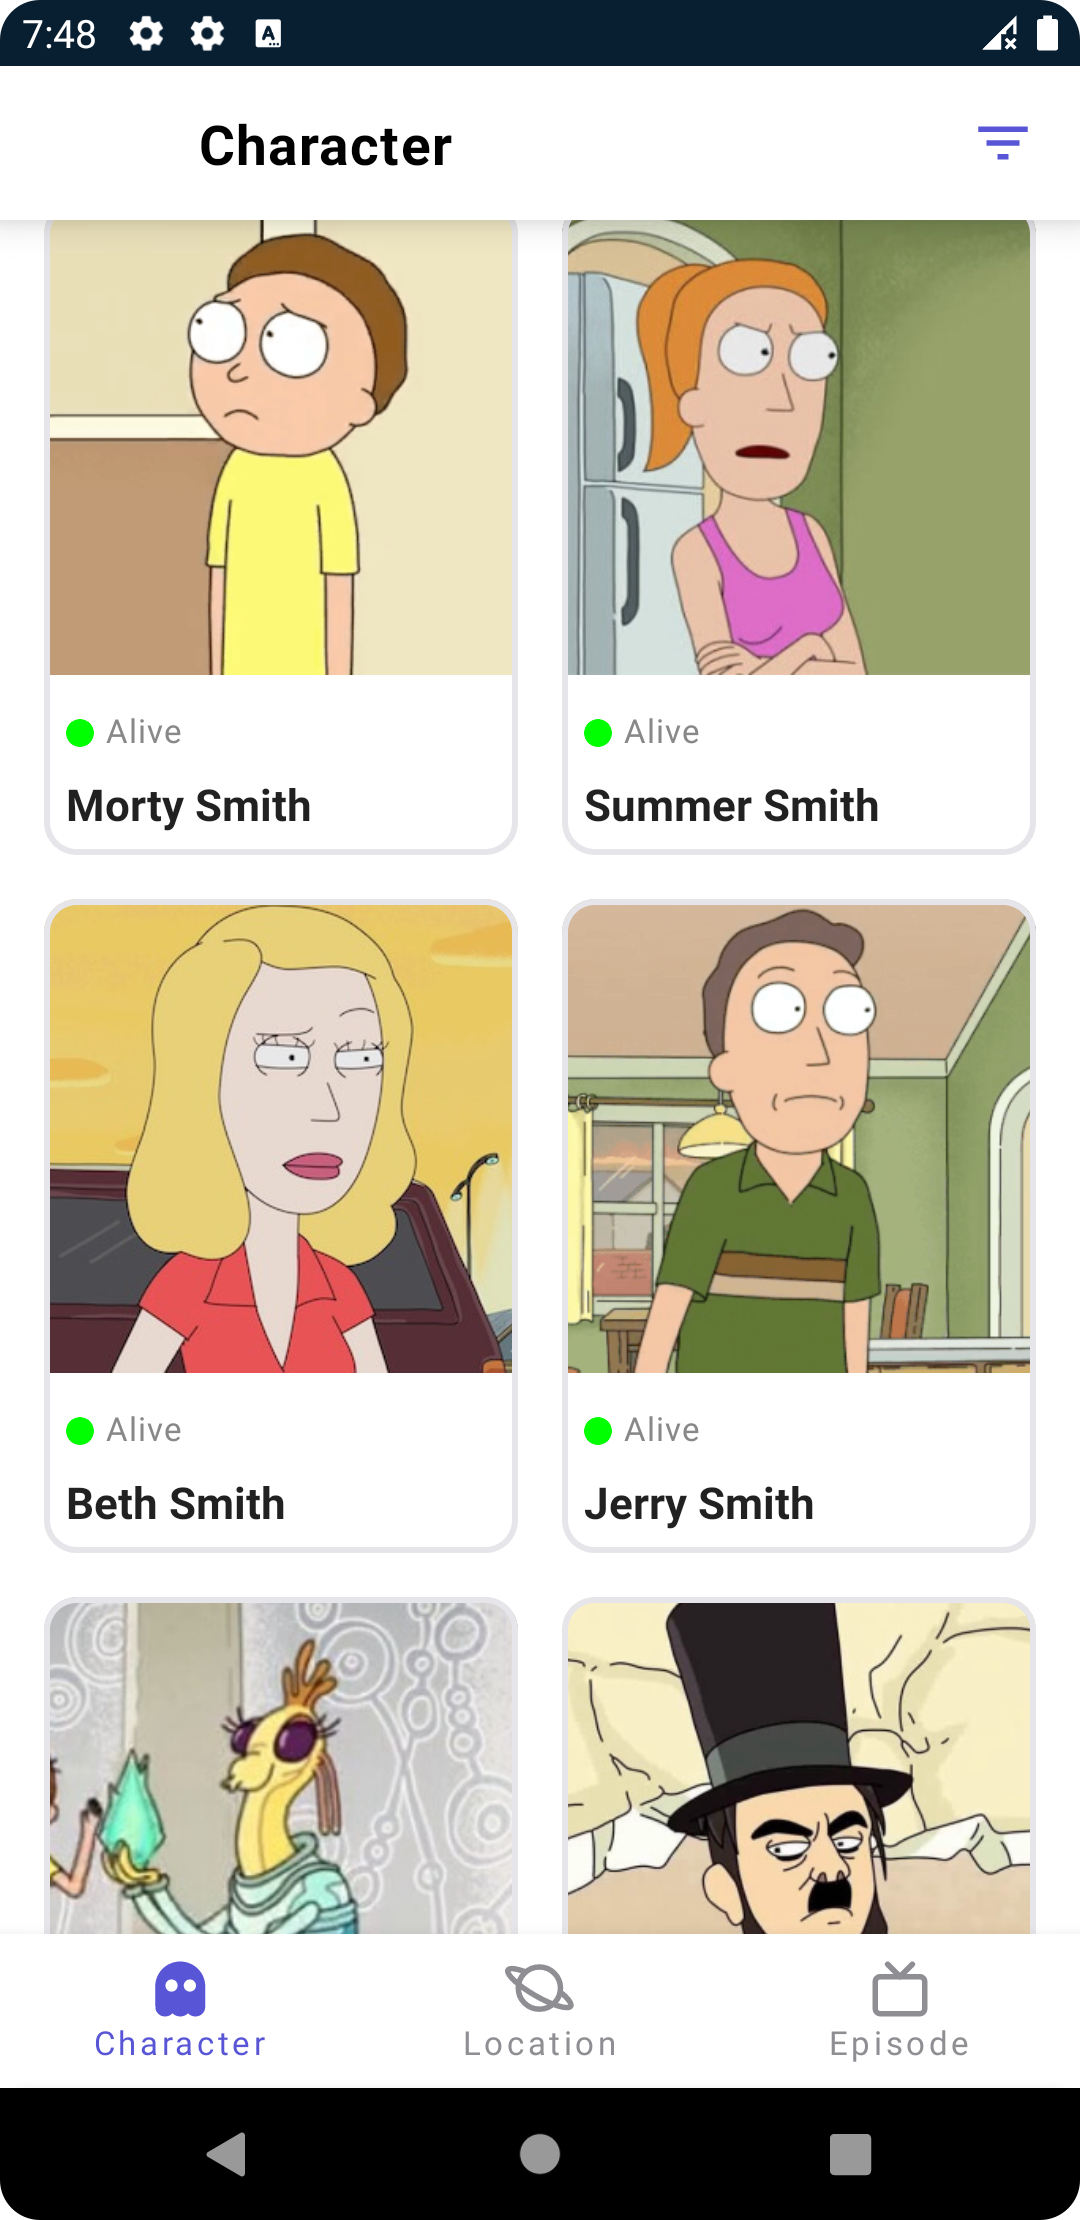 7:48
Character
Alive
Morty Smith
Alive
Summer Smith
Alive
Beth Smith
Alive
Jerry Smith
Character
Location
Episode